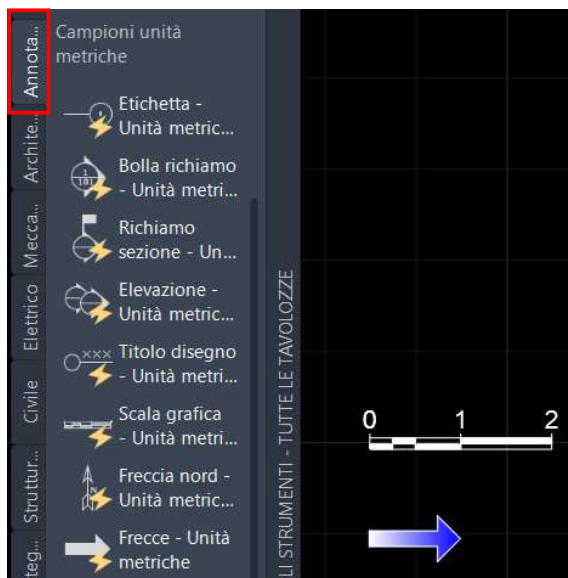 Annota...
Archite...
Mecca...
Elettrico
Civile
Struttur...
teg...
Campioni unità
metriche
Etichetta -
Unità metric...
Bolla richiamo
- Unità metri...
Richiamo
sezione - Un...
Elevazione -
Unità metric...
Titolo disegno
- Unità metri...
Scala grafica
- Unità metri...
Freccia nord -
Unità metric...
Frecce - Unità
metriche
LI STRUMENTI - TUTTE LE TAVOLOZZE
0 1 2